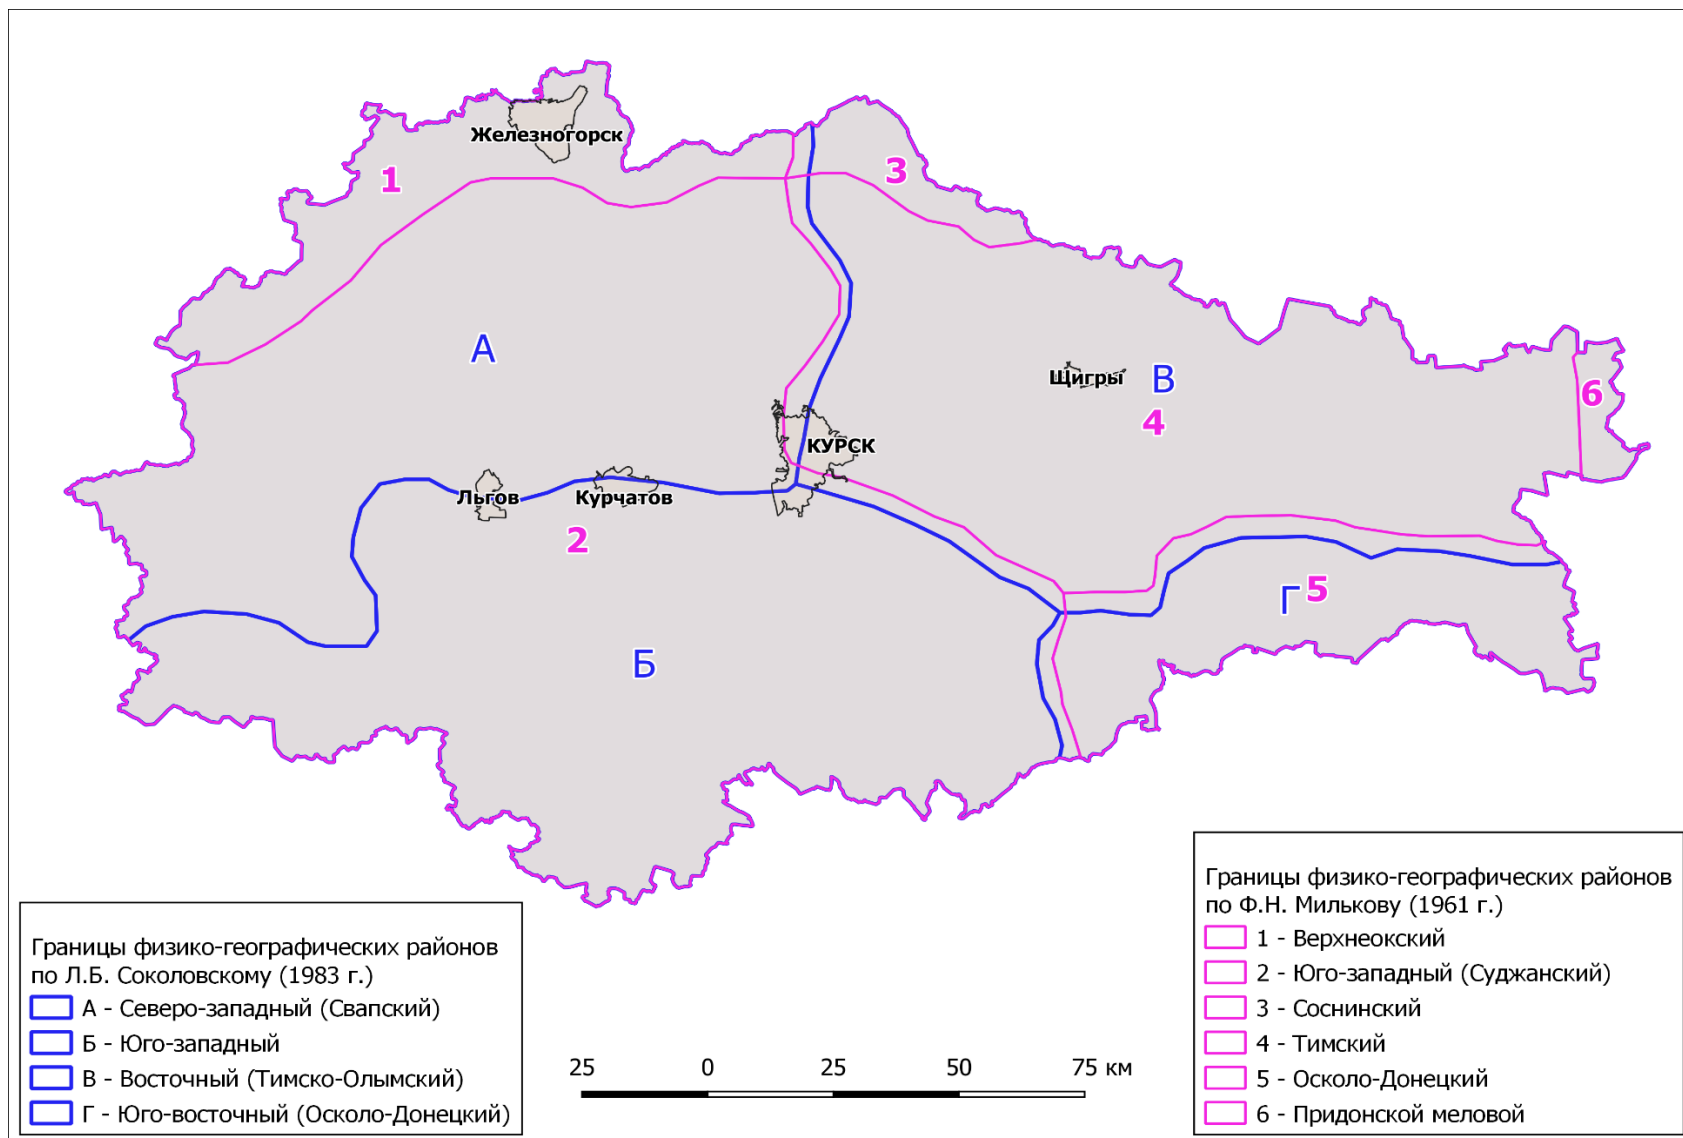 Железногорск
1
3
А
Щигры
В
6
4
КУРСК
Льгов
Курчатов
2
Г
5
Б
Границы физико-географических районов
по Л.Б. Соколовскому (1983 г.)
А - Северо-западный (Свапский)
Б - Юго-западный
В - Восточный (Тимско-Олымский)
Г - Юго-восточный (Осколо-Донецкий)
25 0 25 50 75 км
Границы физико-географических районов
по Ф.Н. Милькову (1961 г.)
1 - Верхнеокский
2 - Юго-западный (Суджанский)
3 - Соснинский
4 - Тимский
5 - Осколо-Донецкий
6 - Придонской меловой